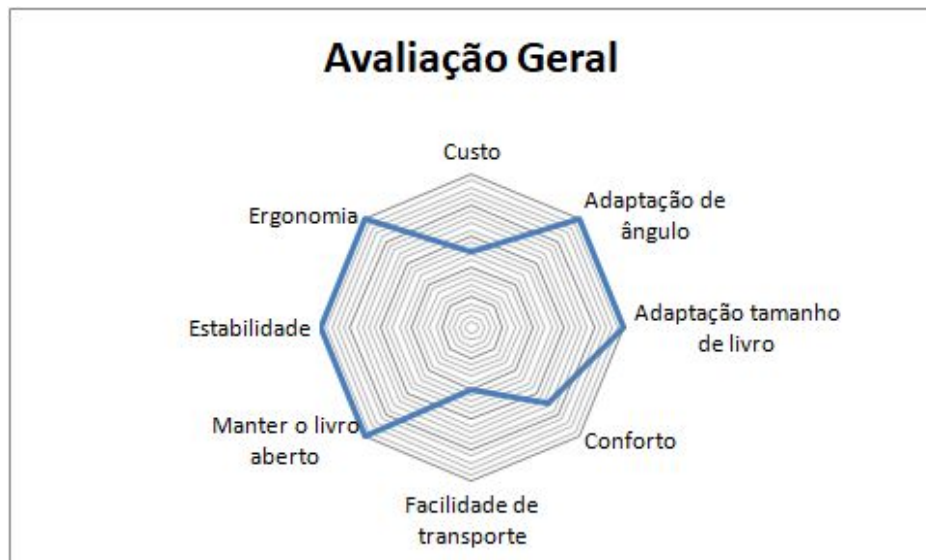 Avaliação Geral
Custo
Adaptação de
ângulo
Adaptação tamanho
de livro
Conforto
Facilidade de
transporte
Manter o livro
aberto
Estabilidade
Ergonomia